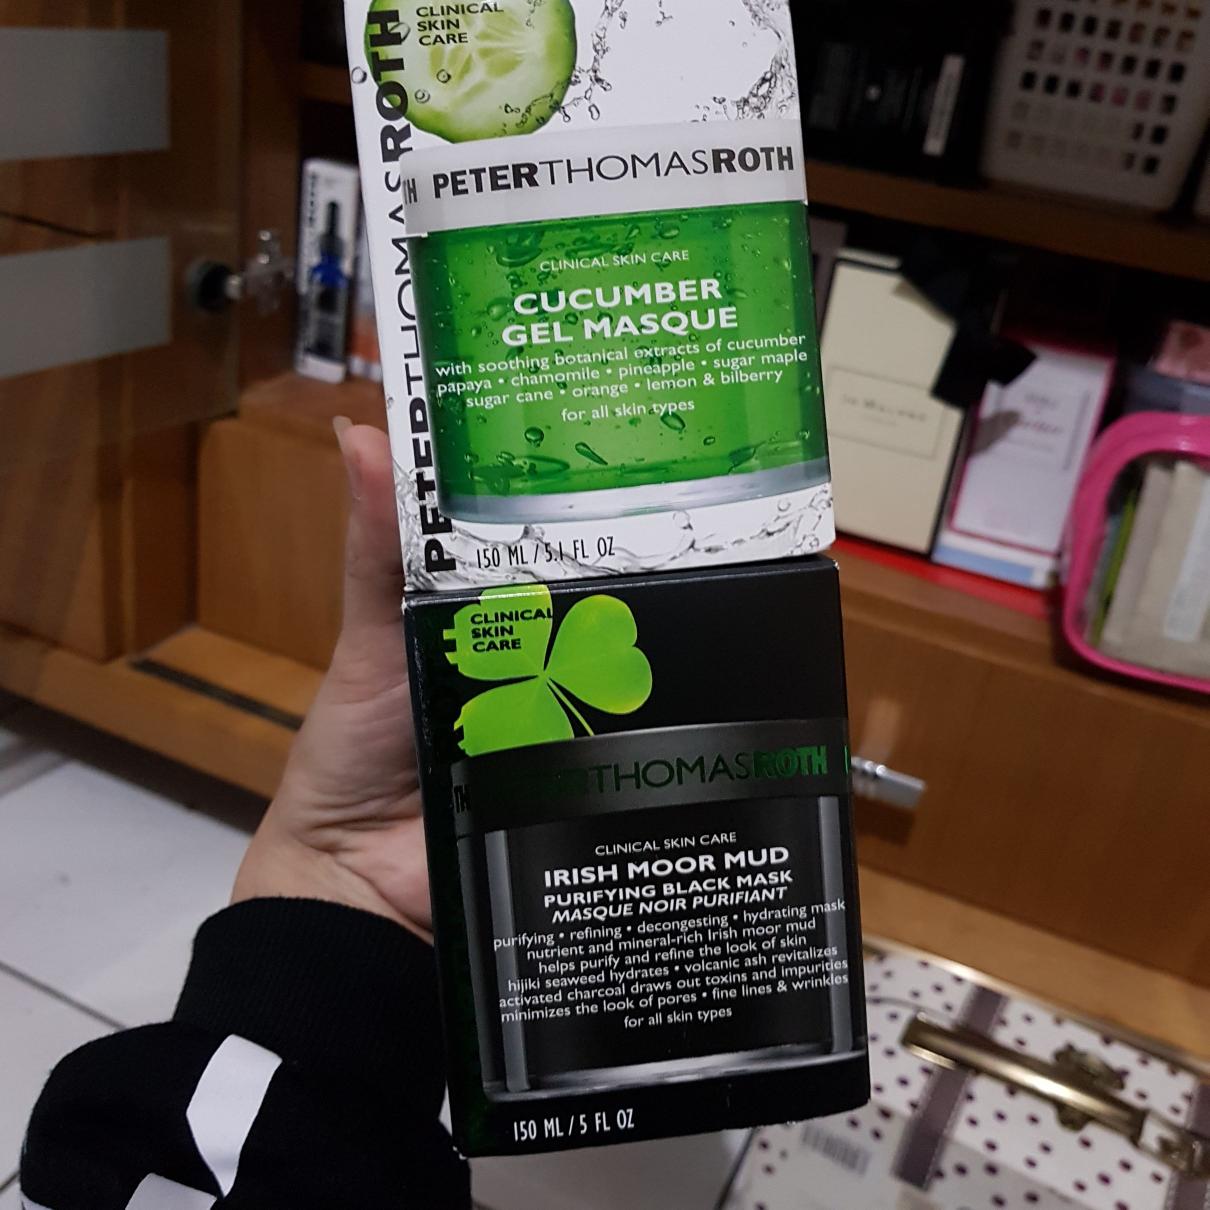 CLINICAL
SKIN
CARE
PETERTHOMASROTH
TH PETERTHOMASROTH
CLINICAL SKIN CARE
CUCUMBER
GEL MASQUE
with soothing botanical extracts of cucumber
papaya • chamomile • pineapple • sugar maple
sugar cane • orange • lemon & bilberry
for all skin types
150 ML / 5.1 FL OZ
CLINICAL
SKIN
CARE
TH PETERTHOMASROTH
CLINICAL SKIN CARE
IRISH MOOR MUD
PURIFYING BLACK MASK
MASQUE NOIR PURIFIANT
purifying • refining • decongesting • hydrating mask
nutrient and mineral-rich Irish moor mud
helps purify and refine the look of skin
hijiki seaweed hydrates • volcanic ash revitalizes
activated charcoal draws out toxins and impurities
minimizes the look of pores • fine lines & wrinkles
for all skin types
150 ML / 5 FL OZ